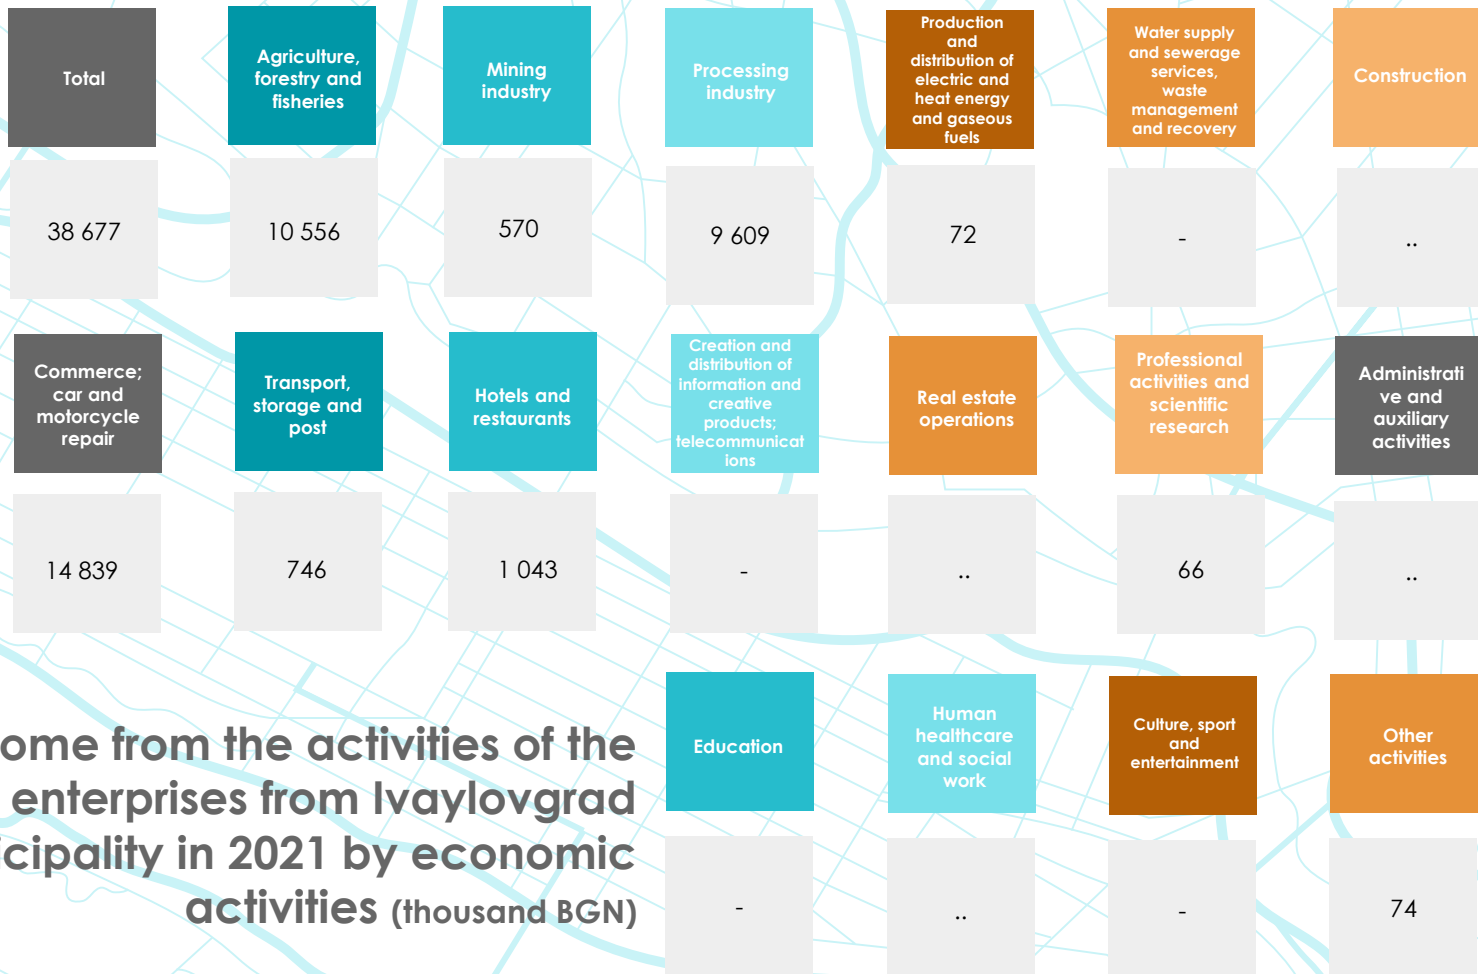 Total
Agriculture,
forestry and
fisheries
Mining
industry
Processing
industry
Production
and
distribution of
electric and
heat energy
and gaseous
fuels
Water supply
and sewerage
services,
waste
management
and recovery
Construction
38 677
10 556
570
9 609
72
-
..
Commerce;
car and
motorcycle
repair
Transport,
storage and
post
Hotels and
restaurants
Creation and
distribution of
information and
creative
products;
telecommunicat
ions
Real estate
operations
Professional
activities and
scientific
research
Administrati
ve and
auxiliary
activities
14 839
746
1 043
-
..
66
..
ome from the activities of the
enterprises from Ivaylovgrad
cipality in 2021 by economic
activities (thousand BGN)
Education
Human
healthcare
and social
work
Culture, sport
and
entertainment
Other
activities
-
..
-
74